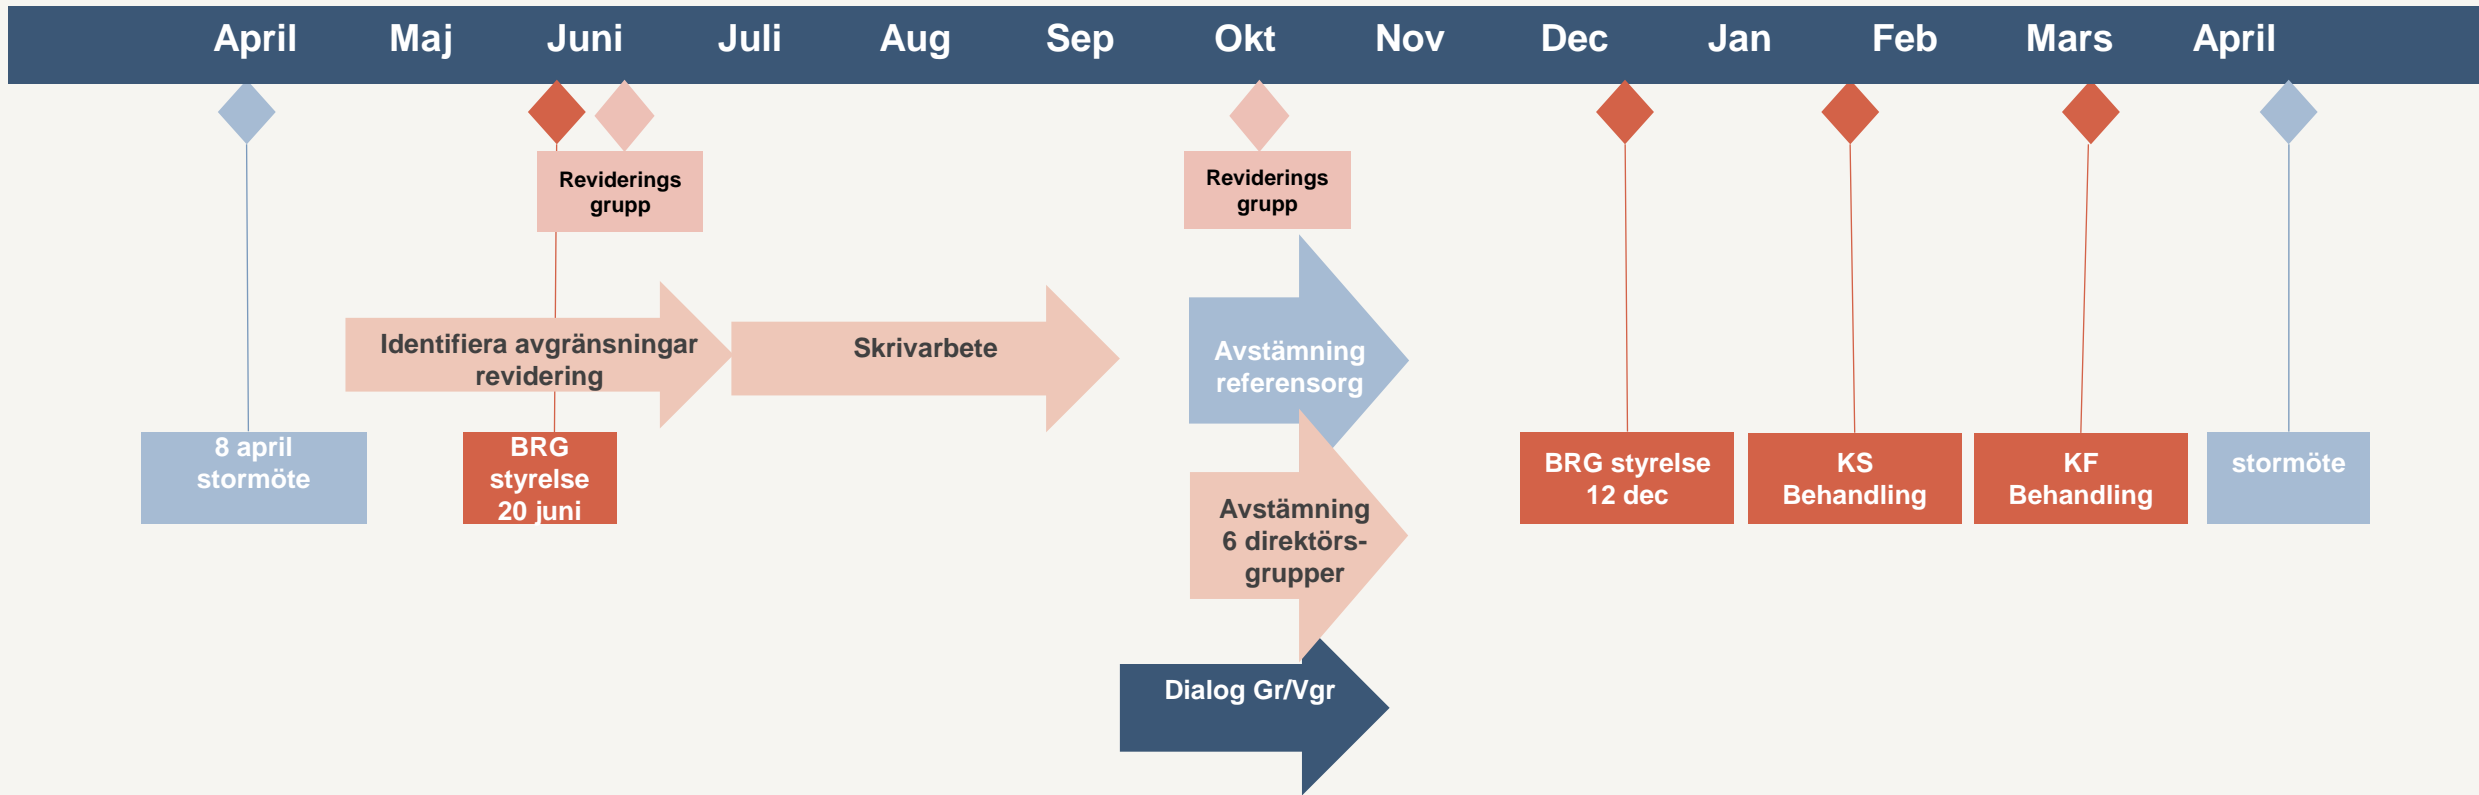 April Maj Juni Juli Aug Sep Okt Nov Dec Jan Feb Mars April
Reviderings
grupp
Reviderings
grupp
Identifiera avgränsningar
revidering
Skrivarbete
Avstämning
referensorg
8 april
stormöte
BRG
styrelse
20 juni
BRG styrelse
12 dec
KS
Behandling
KF
Behandling
stormöte
Avstämning
6 direktörs-
grupper
Dialog Gr/Vgr